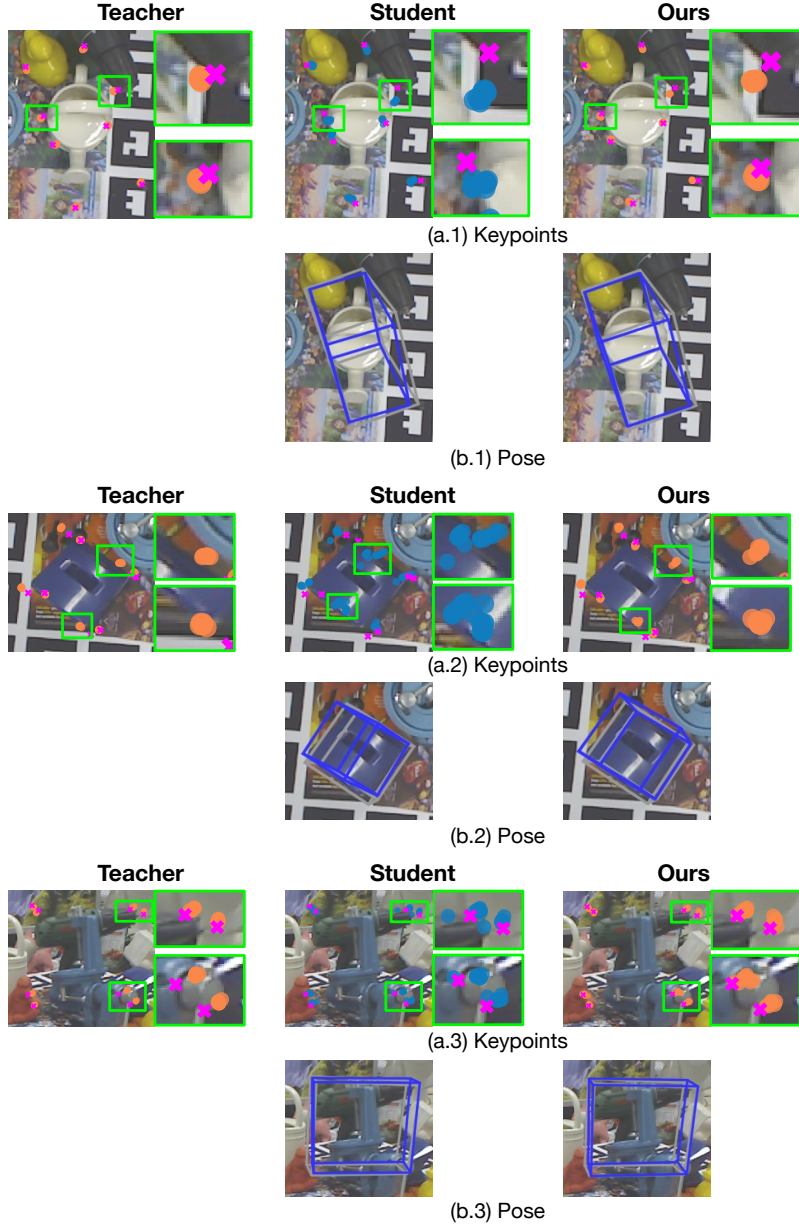 Teacher Student Ours
(a.1) Keypoints
(b.1) Pose
Teacher Student Ours
(a.2) Keypoints
(b.2) Pose
Teacher Student Ours
(a.3) Keypoints
(b.3) Pose